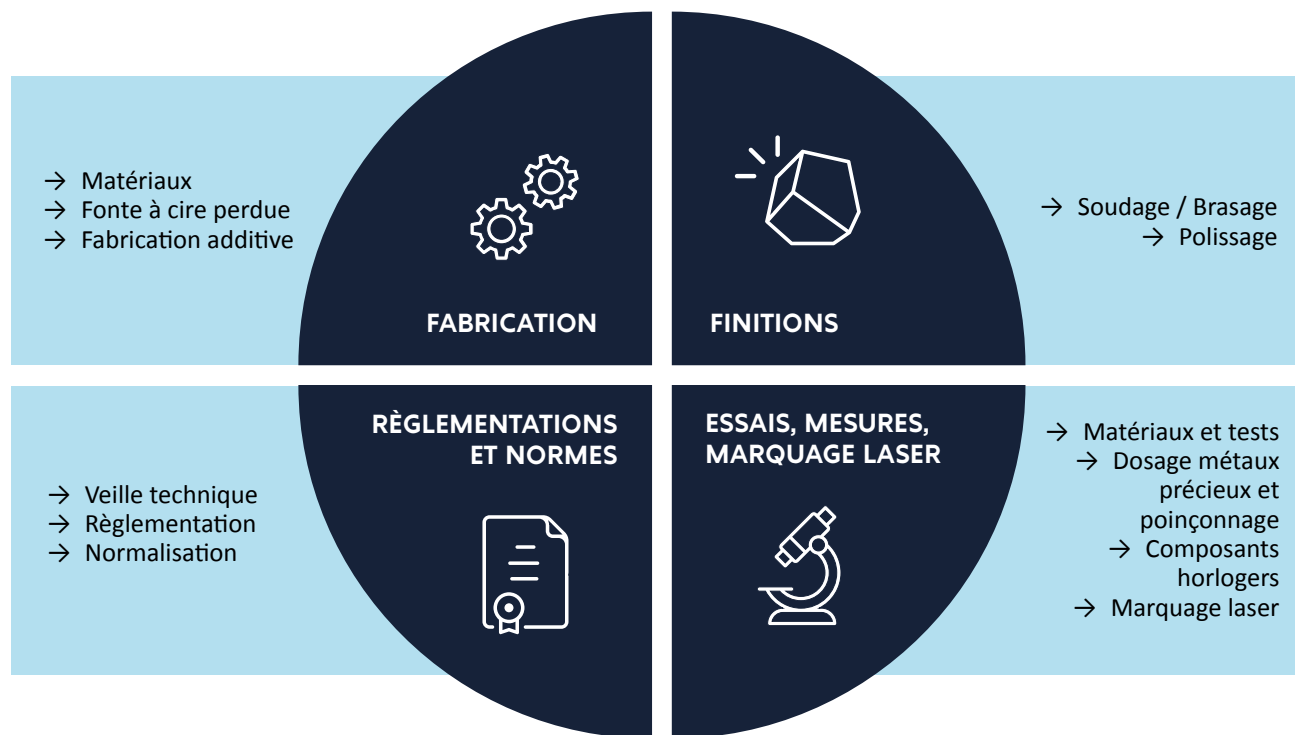 → Matériaux
→ Fonte à cire perdue
→ Fabrication additive
FABRICATION
FINITIONS
→ Soudage / Brasage
→ Polissage
RÈGLEMENTATIONS
ET NORMES
→ Veille technique
→ Règlementation
→ Normalisation
ESSAIS, MESURES,
MARQUAGE LASER
→ Matériaux et tests
→ Dosage métaux
précieux et
poinçonnage
→ Composants
horlogers
→ Marquage laser